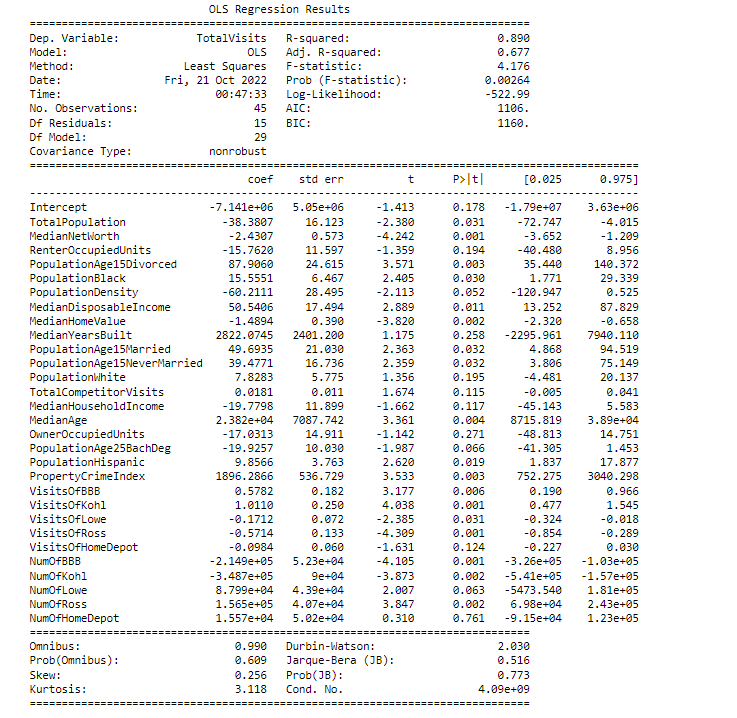 OLS Regression Results
==============================================================================
Dep. Variable: TotalVisits R-squared: 0.890
Model: OLS Adj. R-squared: 0.677
Method: Least Squares F-statistic: 4.176
Date: Fri, 21 Oct 2022 Prob (F-statistic): 0.00264
Time: 00:47:33 Log-Likelihood: -522.99
No. Observations: 45 AIC: 1106.
Df Residuals: 15 BIC: 1160.
Df Model: 29
Covariance Type: nonrobust
==============================================================================================
coef std err t P>|t| [0.025 0.975]
----------------------------------------------------------------------------------------------
Intercept -7.141e+06 5.05e+06 -1.413 0.178 -1.79e+07 3.63e+06
TotalPopulation -38.3807 16.123 -2.380 0.031 -72.747 -4.015
MedianNetWorth -2.4307 0.573 -4.242 0.001 -3.652 -1.209
RenterOccupiedUnits -15.7620 11.597 -1.359 0.194 -40.480 8.956
PopulationAge15Divorced 87.9060 24.615 3.571 0.003 35.440 140.372
PopulationBlack 15.5551 6.467 2.405 0.030 1.771 29.339
PopulationDensity -60.2111 28.495 -2.113 0.052 -120.947 0.525
MedianDisposableIncome 50.5406 17.494 2.889 0.011 13.252 87.829
MedianHomeValue -1.4894 0.390 -3.820 0.002 -2.320 -0.658
MedianYearsBuilt 2822.0745 2401.200 1.175 0.258 -2295.961 7940.110
PopulationAge15Married 49.6935 21.030 2.363 0.032 4.868 94.519
PopulationAge15NeverMarried 39.4771 16.736 2.359 0.032 3.806 75.149
PopulationWhite 7.8283 5.775 1.356 0.195 -4.481 20.137
TotalCompetitorVisits 0.0181 0.011 1.674 0.115 -0.005 0.041
MedianHouseholdIncome -19.7798 11.899 -1.662 0.117 -45.143 5.583
MedianAge 2.382e+04 7087.742 3.361 0.004 8715.819 3.89e+04
OwnerOccupiedUnits -17.0313 14.911 -1.142 0.271 -48.813 14.751
PopulationAge25BachDeg -19.9257 10.030 -1.987 0.066 -41.305 1.453
PopulationHispanic 9.8566 3.763 2.620 0.019 1.837 17.877
PropertyCrimeIndex 1896.2866 536.729 3.533 0.003 752.275 3040.298
VisitsOfBBB 0.5782 0.182 3.177 0.006 0.190 0.966
VisitsOfKohl 1.0110 0.250 4.038 0.001 0.477 1.545
VisitsOfLowe -0.1712 0.072 -2.385 0.031 -0.324 -0.018
VisitsOfRoss -0.5714 0.133 -4.309 0.001 -0.854 -0.289
VisitsOfHomeDepot -0.0984 0.060 -1.631 0.124 -0.227 0.030
NumOfBBB -2.149e+05 5.23e+04 -4.105 0.001 -3.26e+05 -1.03e+05
NumOfKohl -3.487e+05 9e+04 -3.873 0.002 -5.41e+05 -1.57e+05
NumOfLowe 8.799e+04 4.39e+04 2.007 0.063 -5473.540 1.81e+05
NumOfRoss 1.565e+05 4.07e+04 3.847 0.002 6.98e+04 2.43e+05
NumOfHomeDepot 1.557e+04 5.02e+04 0.310 0.761 -9.15e+04 1.23e+05
==============================================================================
Omnibus: 0.990 Durbin-Watson: 2.030
Prob(Omnibus): 0.609 Jarque-Bera (JB): 0.516
Skew: 0.256 Prob(JB): 0.773
Kurtosis: 3.118 Cond. No. 4.09e+09
==============================================================================